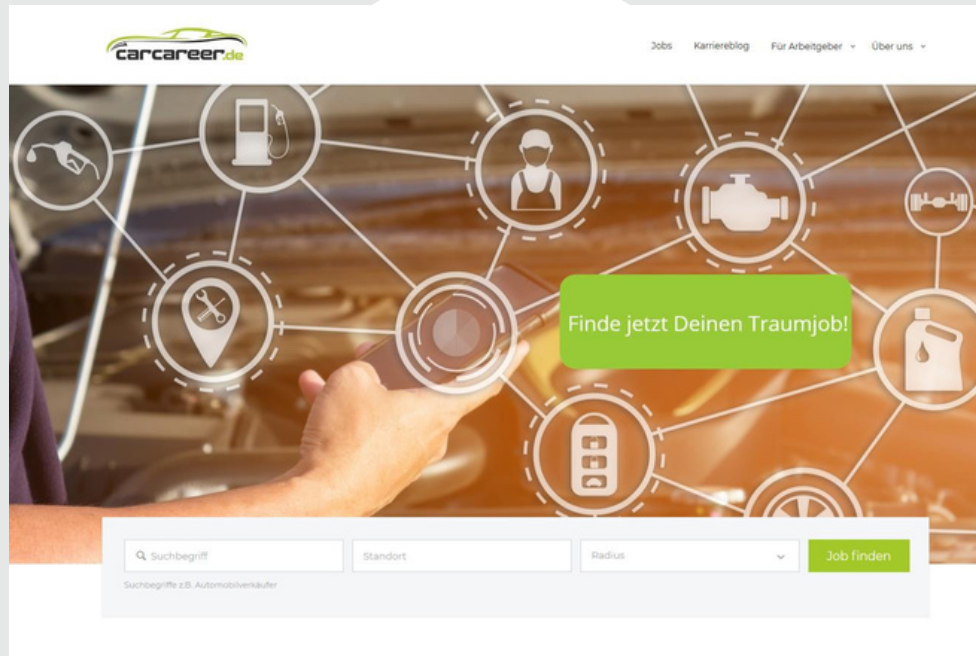 carcareer.de
Jobs Karriereblog Für Arbeitgeber Über uns
Finde jetzt Deinen Traumjob!
Suchbegriff Standort Radius Job finden
Suchbegriffe z.B. Automobilverkäufer